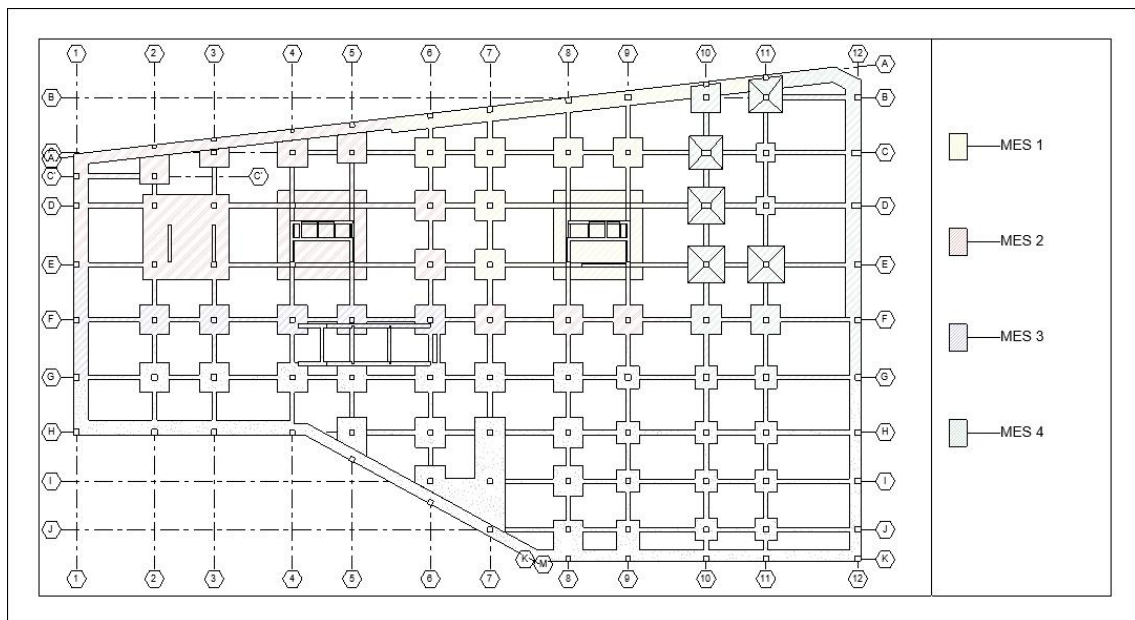 1 2 3 4 5 6 7 8 9 10 11 12
A
B B
C
A
C' C'
C
D D
E E
F F
G G
H H
I I
J J
K M K
1 2 3 4 5 6 7 8 9 10 11 12
MES 1
MES 2
MES 3
MES 4